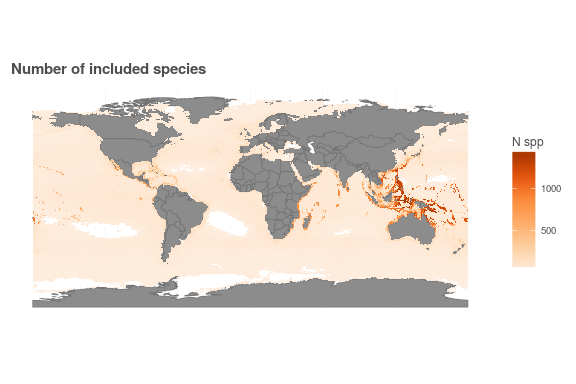 Number of included species
N spp
1000
500